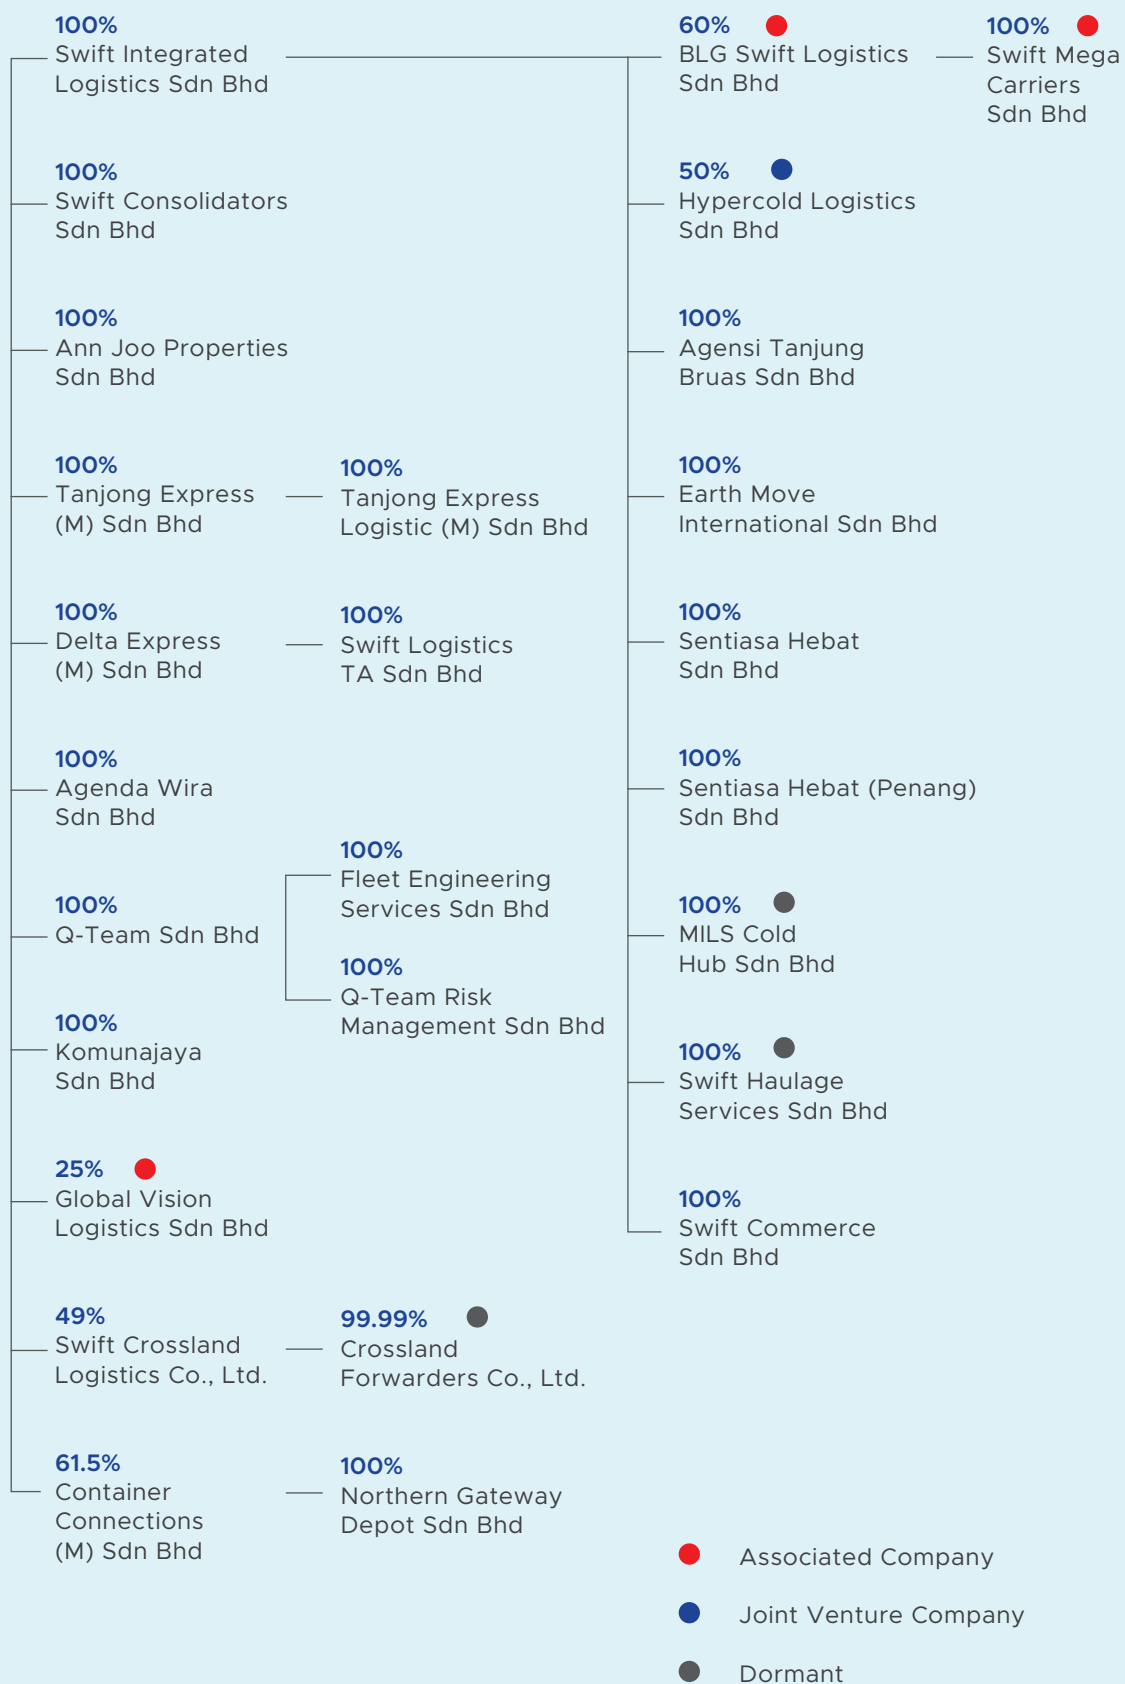 100%
Swift Integrated
Logistics Sdn Bhd
100%
Swift Consolidators
Sdn Bhd
100%
Ann Joo Properties
Sdn Bhd
100%
Tanjong Express
(M) Sdn Bhd
100%
Tanjong Express
Logistic (M) Sdn Bhd
100%
Delta Express
(M) Sdn Bhd
100%
Swift Logistics
TA Sdn Bhd
100%
Agenda Wira
Sdn Bhd
100%
Q-Team Sdn Bhd
100%
Fleet Engineering
Services Sdn Bhd
100%
Q-Team Risk
Management Sdn Bhd
100%
Komunajaya
Sdn Bhd
25%
Global Vision
Logistics Sdn Bhd
49%
Swift Crossland
Logistics Co., Ltd.
99.99%
Crossland
Forwarders Co., Ltd.
61.5%
Container
Connections
(M) Sdn Bhd
100%
Northern Gateway
Depot Sdn Bhd
60%
BLG Swift Logistics
Sdn Bhd
100%
Swift Mega
Carriers
Sdn Bhd
50%
Hypercold Logistics
Sdn Bhd
100%
Agensi Tanjung
Bruas Sdn Bhd
100%
Earth Move
International Sdn Bhd
100%
Sentiasa Hebat
Sdn Bhd
100%
Sentiasa Hebat (Penang)
Sdn Bhd
100%
MILS Cold
Hub Sdn Bhd
100%
Swift Haulage
Services Sdn Bhd
100%
Swift Commerce
Sdn Bhd
Associated Company
Joint Venture Company
Dormant